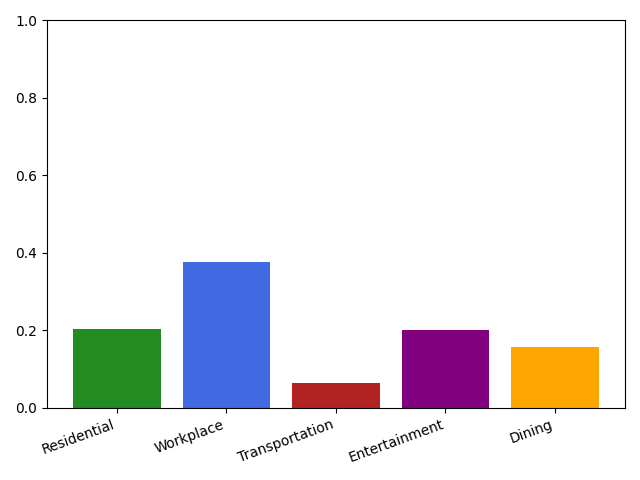 1.0
0.8
0.6
0.4
0.2
0.0
Residential
Workplace
Transportation
Entertainment
Dining